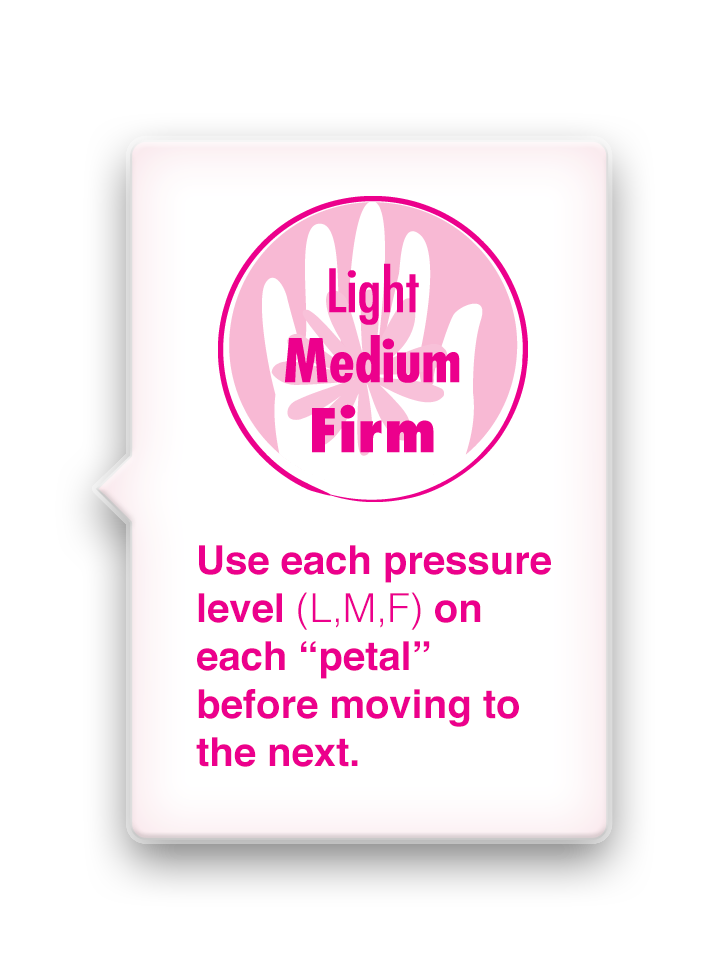 Light
Medium
Firm
Use each pressure
level (L,M,F) on
each “petal”
before moving to
the next.